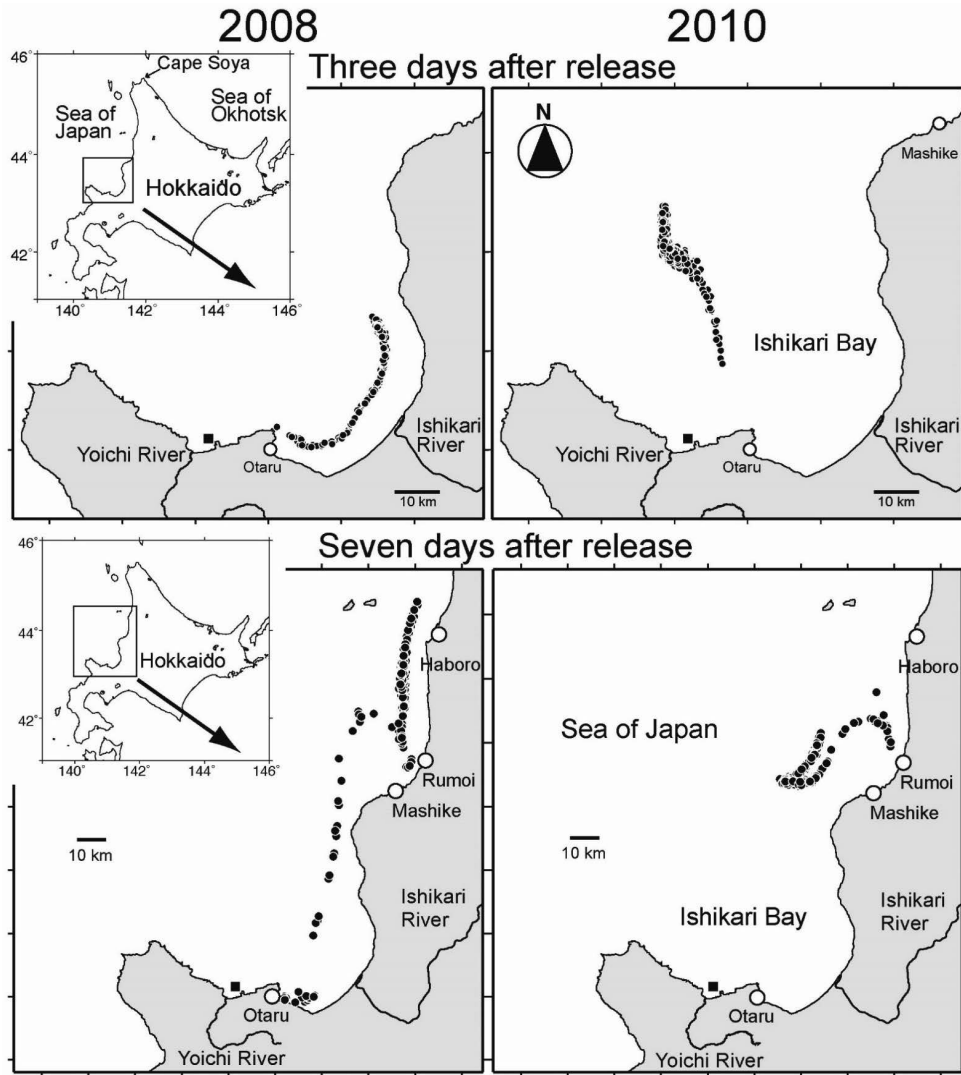 2008
2010
Three days after release
46°
44°
42°
140°
142°
144°
146°
Cape Soya
Sea of
Japan
Sea of
Okhotsk
Hokkaido
Yoichi River
Otaru
Ishikari
River
10 km
N
Mashike
Ishikari Bay
Yoichi River
Otaru
Ishikari
River
10 km
Seven days after release
46°
44°
42°
140°
142°
144°
146°
Hokkaido
Haboro
Rumoi
Mashike
10 km
Ishikari
River
Otaru
Yoichi River
Haboro
Sea of Japan
Rumoi
Mashike
10 km
Ishikari
River
Ishikari Bay
Otaru
Yoichi River